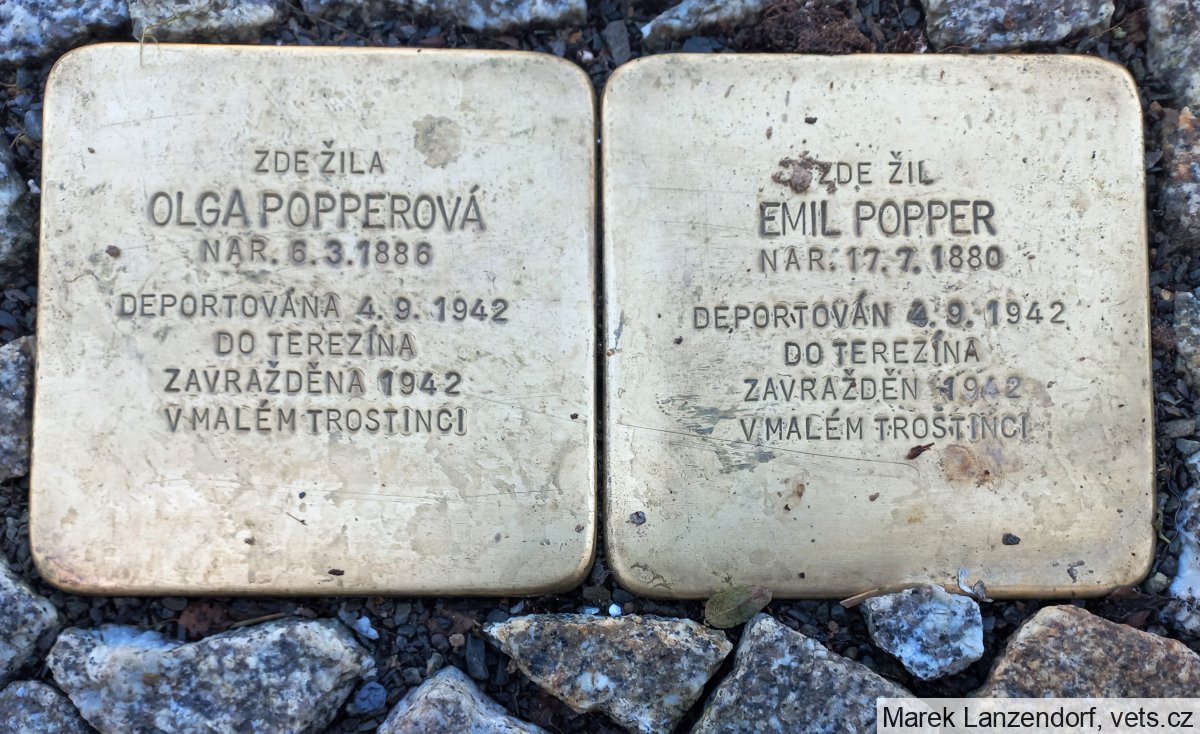 ZDE ŽILA
OLGA POPPEROVÁ
NAR. 6.3.1886
DEPORTOVÁNA 4.9.1942
DO TEREZÍNA
ZAVRAŽDĚNA 1942
V MALÉM TROSTINCI
ZDE ŽIL
EMIL POPPER
NAR. 17.7.1880
DEPORTOVÁN 4.9.1942
DO TEREZÍNA
ZAVRAŽDĚN 1942
V MALÉM TROSTINCI
Marek Lanzendorf, vets.cz